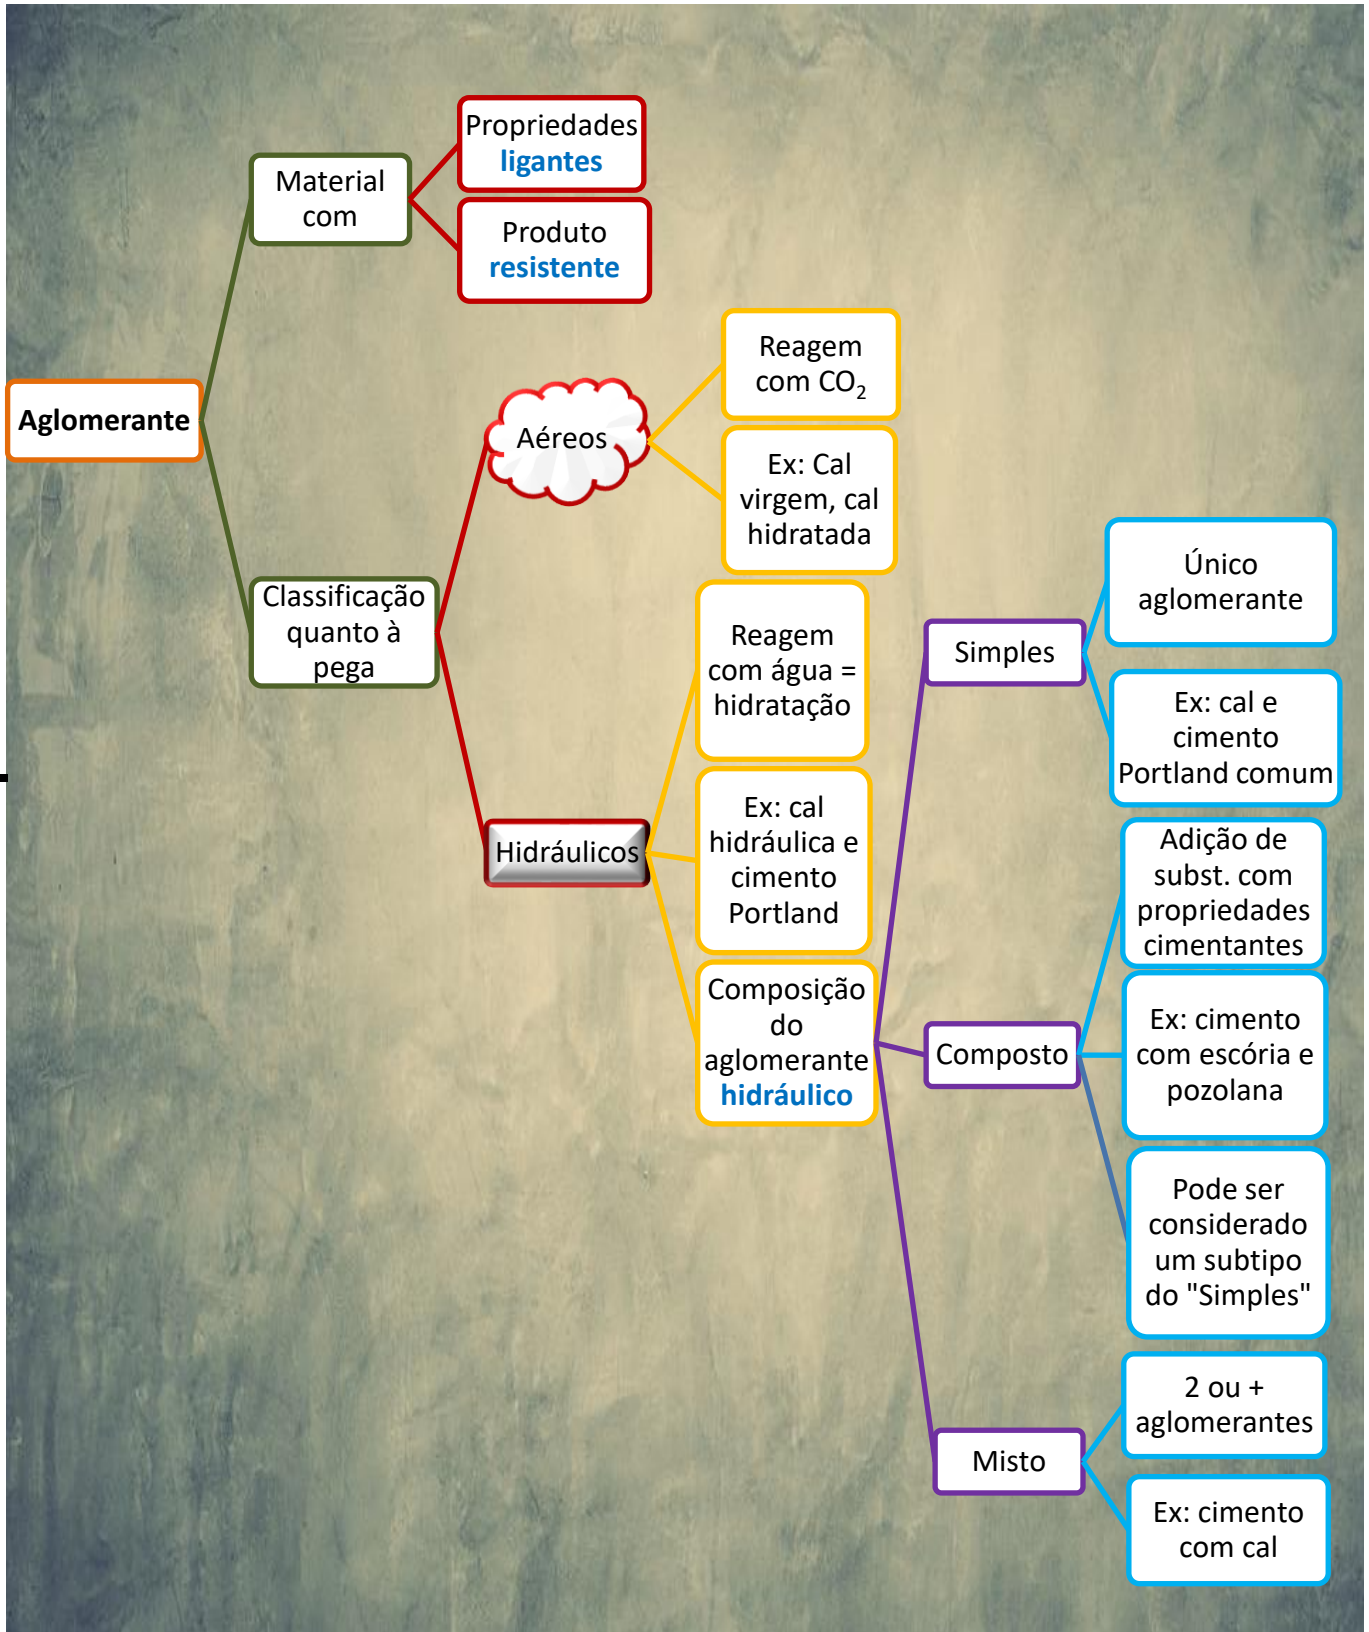 Propriedades
ligantes
Material
com
Produto
resistente
Aglomerante
Reagem
com CO₂
Aéreos
Ex: Cal
virgem, cal
hidratada
Classificação
quanto à
pega
Hidráulicos
Reagem
com água =
hidratação
Ex: cal
hidráulica e
cimento
Portland
Composição
do
aglomerante
hidráulico
Simples
Único
aglomerante
Ex: cal e
cimento
Portland comum
Composto
Adição de
subst. com
propriedades
cimentantes
Ex: cimento
com escória e
pozolana
Pode ser
considerado
um subtipo
do "Simples"
Misto
2 ou +
aglomerantes
Ex: cimento
com cal